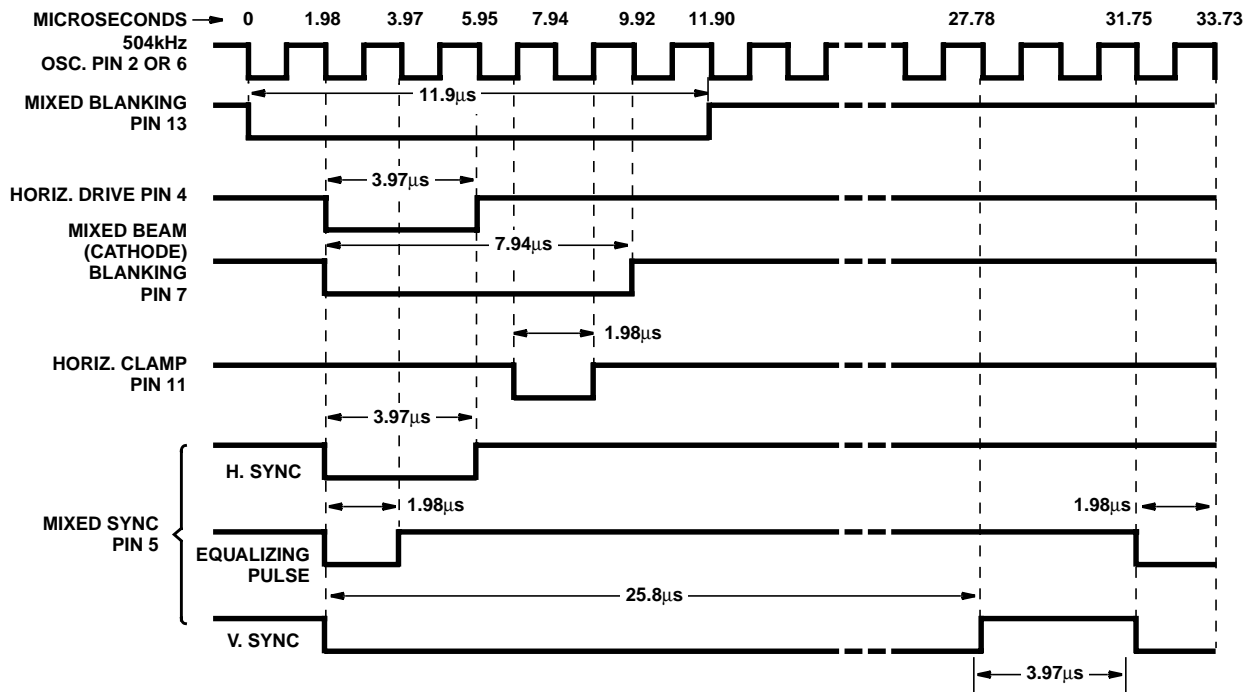 MICROSECONDS 0 1.98 3.97 5.95 7.94 9.92 11.90 27.78 31.75 33.73
504kHz
OSC. PIN 2 OR 6
11.9μs
MIXED BLANKING
PIN 13
3.97μs
HORIZ. DRIVE PIN 4
MIXED BEAM
(CATHODE)
BLANKING
PIN 7
7.94μs
1.98μs
HORIZ. CLAMP
PIN 11
3.97μs
H. SYNC
1.98μs 1.98μs
MIXED SYNC
PIN 5
EQUALIZING
PULSE
25.8μs
V. SYNC
3.97μs